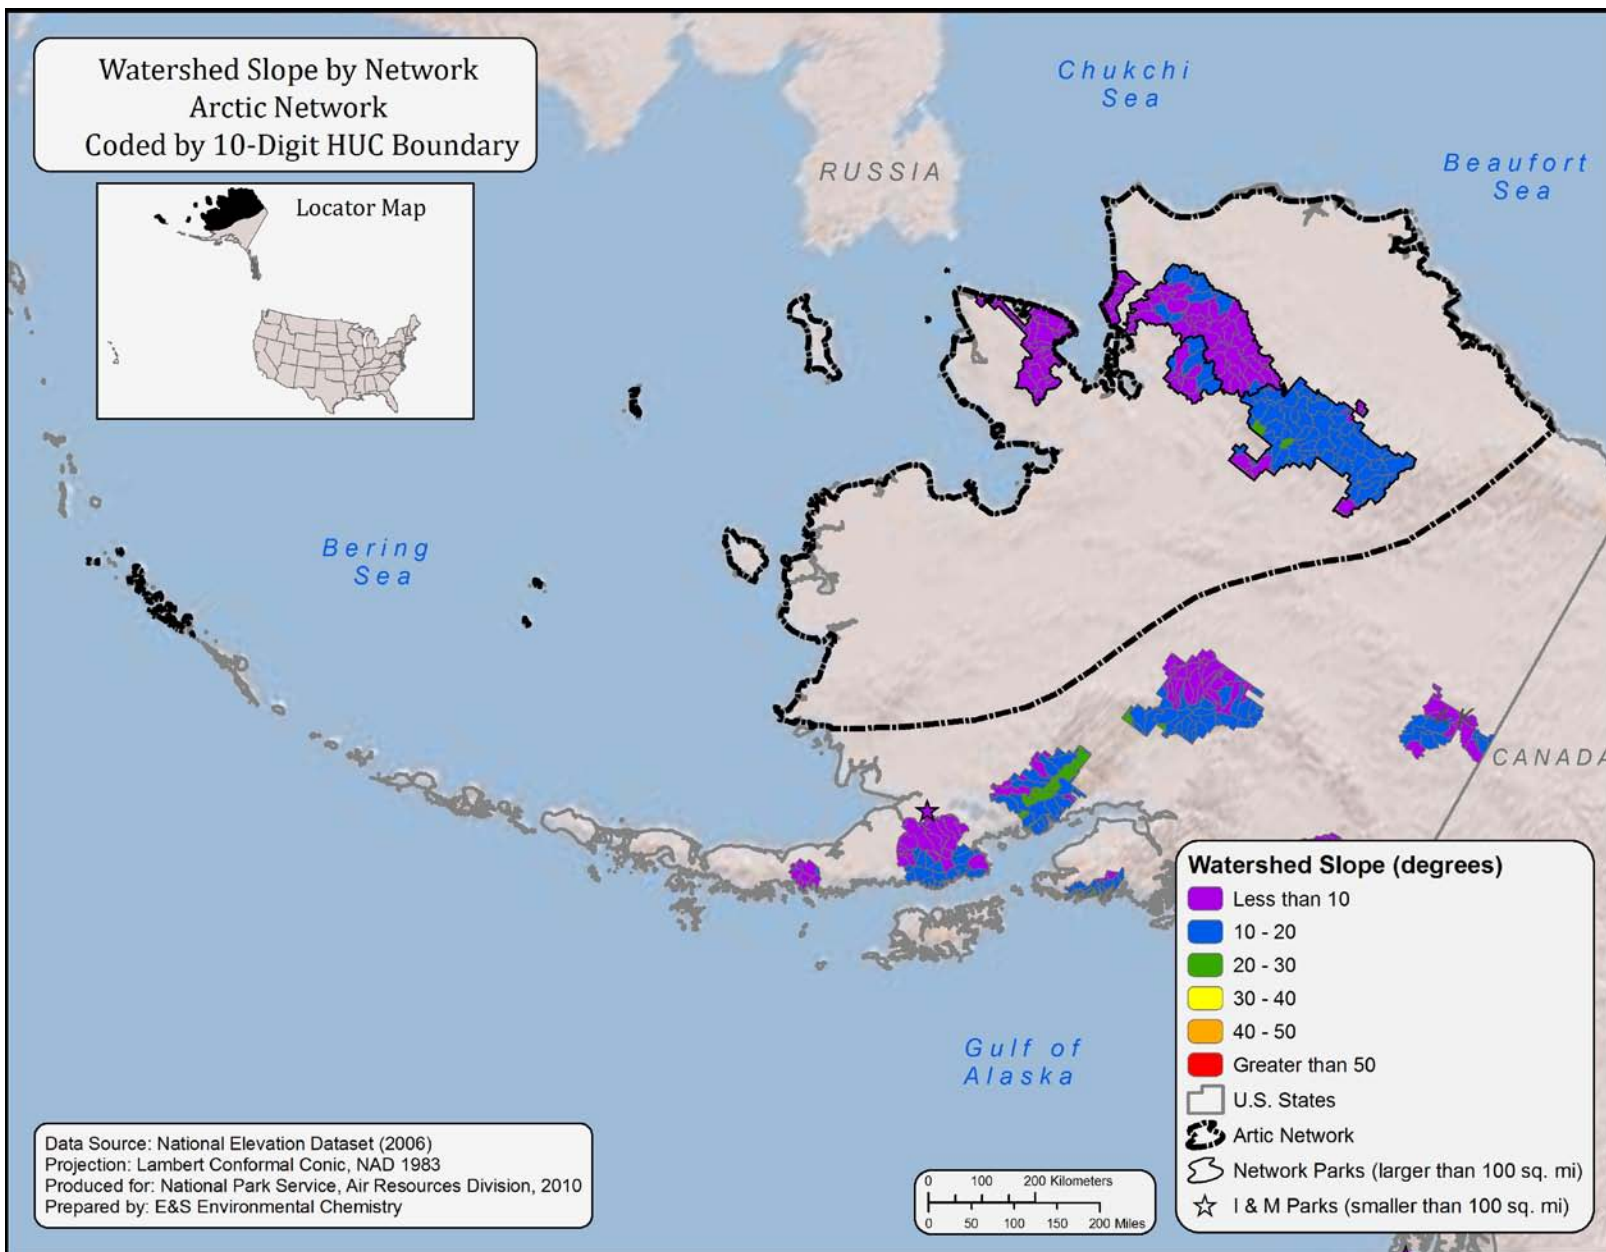 Watershed Slope by Network
Arctic Network
Coded by 10-Digit HUC Boundary
Locator Map
Chukchi
Sea
Beaufort
Sea
RUSSIA
Bering
Sea
CANADA
Gulf of
Alaska
Watershed Slope (degrees)
Less than 10
10 - 20
20 - 30
30 - 40
40 - 50
Greater than 50
U.S. States
Artic Network
Network Parks (larger than 100 sq. mi)
I & M Parks (smaller than 100 sq. mi)
Data Source: National Elevation Dataset (2006)
Projection: Lambert Conformal Conic, NAD 1983
Produced for: National Park Service, Air Resources Division, 2010
Prepared by: E&S Environmental Chemistry
0 100 200 Kilometers
0 50 100 150 200 Miles